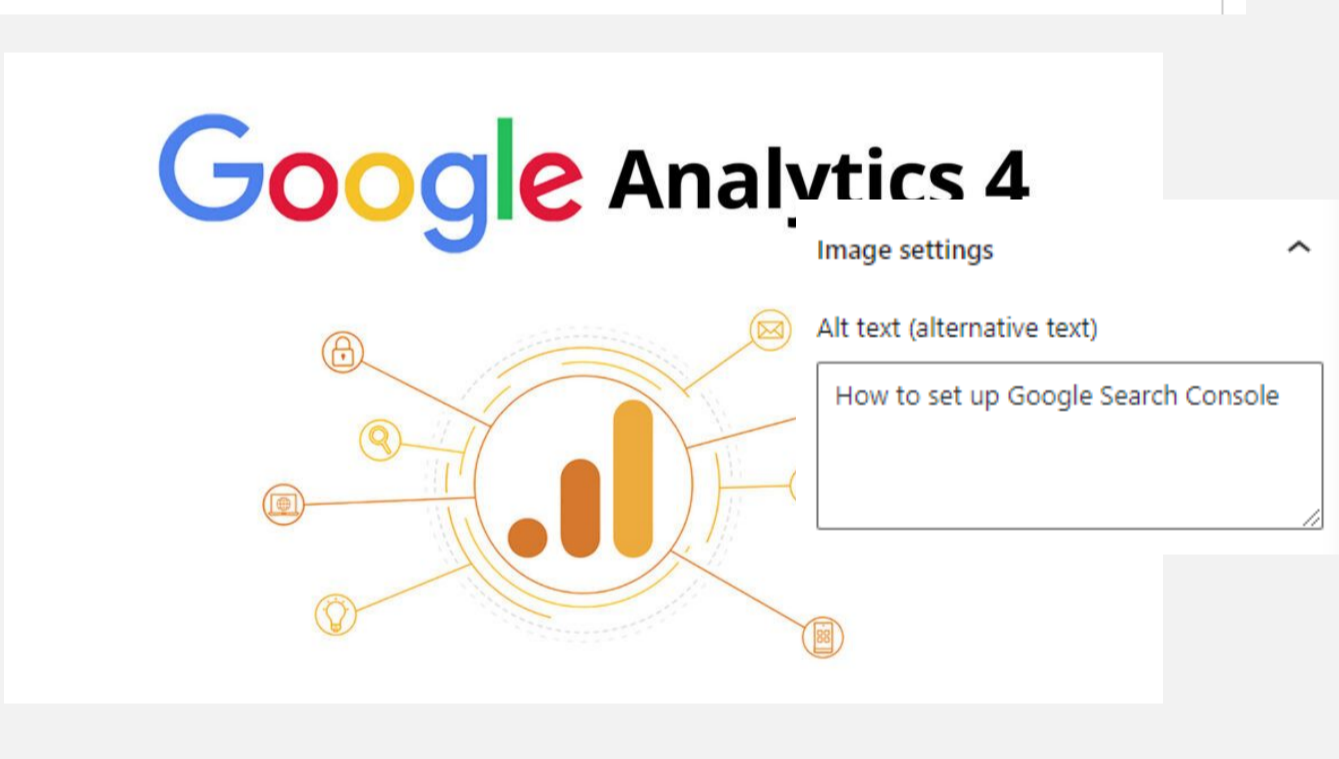 Google Analytics 4
Image settings
Alt text (alternative text)
How to set up Google Search Console